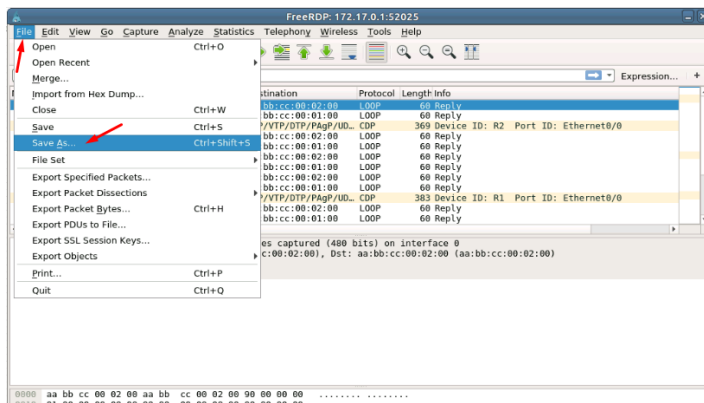 FreeRDP: 172.17.0.1:52025
File Edit View Go Capture Analyze Statistics Telephony Wireless Tools Help
Open Ctrl+O
Open Recent
Merge...
Import from Hex Dump...
Close Ctrl+W
Save Ctrl+S
Save As... Ctrl+Shift+S
File Set
Export Specified Packets...
Export Packet Dissections
Export Packet Bytes... Ctrl+H
Export PDUs to File...
Export SSL Session Keys...
Export Objects
Print... Ctrl+P
Quit Ctrl+Q
Expression... +
stination Protocol Length Info
bb:cc:00:02:00 LOOP 60 Reply
bb:cc:00:01:00 LOOP 60 Reply
/VTP/DTP/PAgP/UD… CDP 369 Device ID: R2 Port ID: Ethernet0/0
bb:cc:00:02:00 LOOP 60 Reply
bb:cc:00:01:00 LOOP 60 Reply
bb:cc:00:02:00 LOOP 60 Reply
bb:cc:00:01:00 LOOP 60 Reply
bb:cc:00:02:00 LOOP 60 Reply
bb:cc:00:01:00 LOOP 60 Reply
/VTP/DTP/PAgP/UD… CDP 383 Device ID: R1 Port ID: Ethernet0/0
bb:cc:00:02:00 LOOP 60 Reply
bb:cc:00:01:00 LOOP 60 Reply
es captured (480 bits) on interface 0
c:00:02:00), Dst: aa:bb:cc:00:02:00 (aa:bb:cc:00:02:00)
0000 aa bb cc 00 02 00 aa bb cc 00 02 00 90 00 00 00 ........ ........